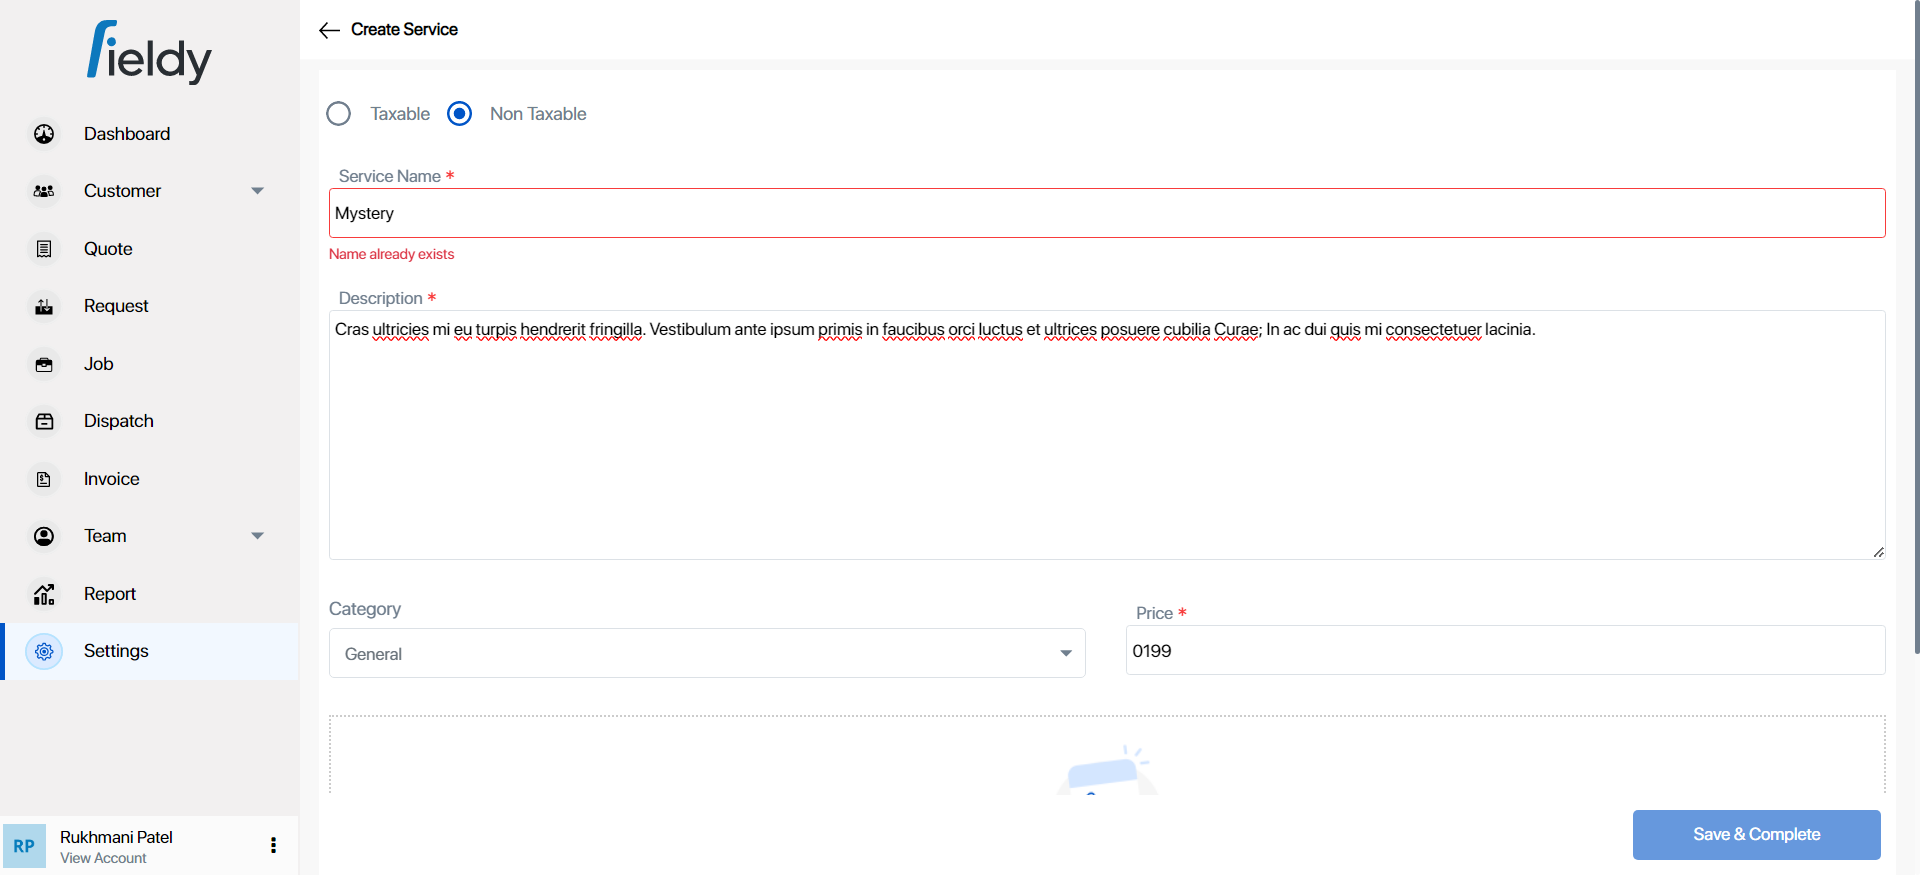 fieldy
Create Service
Dashboard
Customer
Quote
Request
Job
Dispatch
Invoice
Team
Report
Settings
RP
Rukhmani Patel
View Account
Taxable Non Taxable
Service Name *
Mystery
Name already exists
Description *
Cras ultricies mi eu turpis hendrerit fringilla. Vestibulum ante ipsum primis in faucibus orci luctus et ultrices posuere cubilia Curae; In ac dui quis mi consectetuer lacinia.
Category
General
Price *
0199
Save & Complete